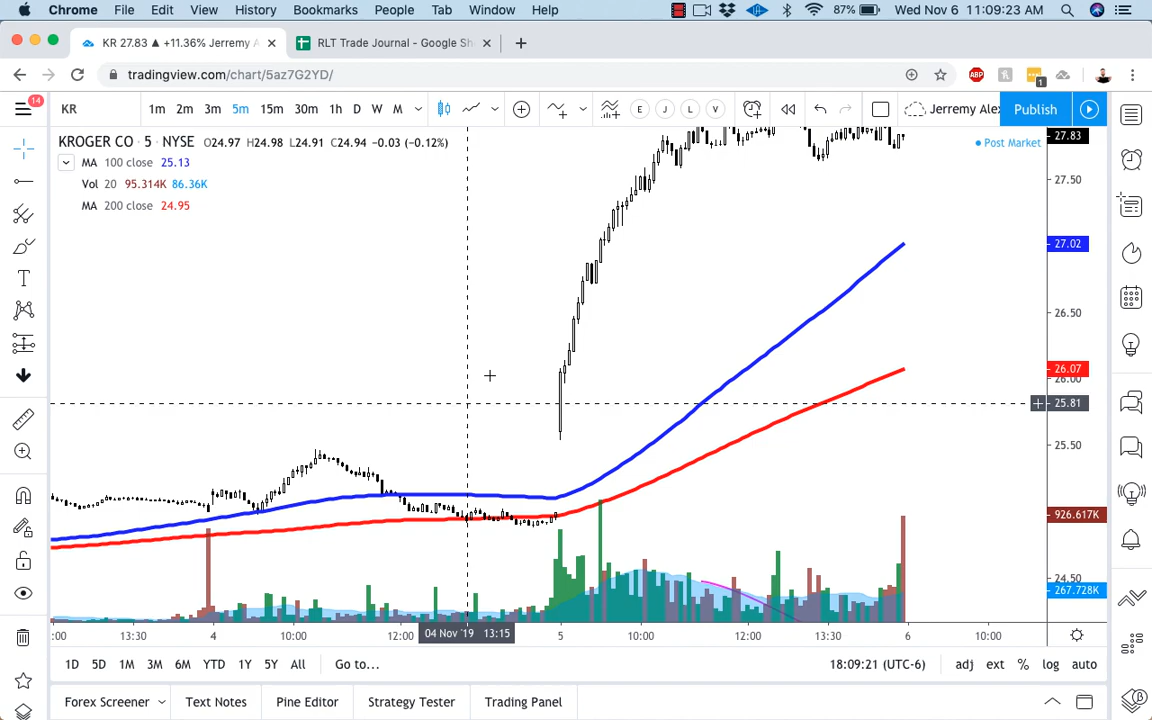 Chrome File Edit View History Bookmarks People Tab Window Help 87% Wed Nov 6 11:09:23 AM
KR 27.83 ▲ +11.36% Jerremy A RLT Trade Journal - Google Sh
tradingview.com/chart/5az7G2YD/ ABP 1
14 KR 1m 2m 3m 5m 15m 30m 1h D W M E J L V Jerremy Alex Publish
KROGER CO · 5 · NYSE O24.97 H24.98 L24.91 C24.94 -0.03 (-0.12%) 27.83
Post Market
MA 100 close 25.13
27.50
Vol 20 95.314K 86.36K
MA 200 close 24.95
27.02
26.50
26.07
26.00
25.81
25.50
926.617K
24.50
267.728K
:00 13:30 4 10:00 12:00 04 Nov '19 13:15 5 10:00 12:00 13:30 6 10:00
1D 5D 1M 3M 6M YTD 1Y 5Y All Go to... 18:09:21 (UTC-6) adj ext % log auto
Forex Screener Text Notes Pine Editor Strategy Tester Trading Panel